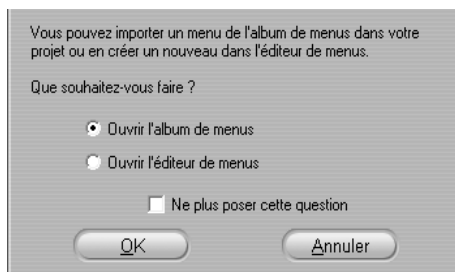 Vous pouvez importer un menu de l'album de menus dans votre
projet ou en créer un nouveau dans l'éditeur de menus.
Que souhaitez-vous faire ?
Ouvrir l'album de menus
Ouvrir l'éditeur de menus
Ne plus poser cette question
OK
Annuler